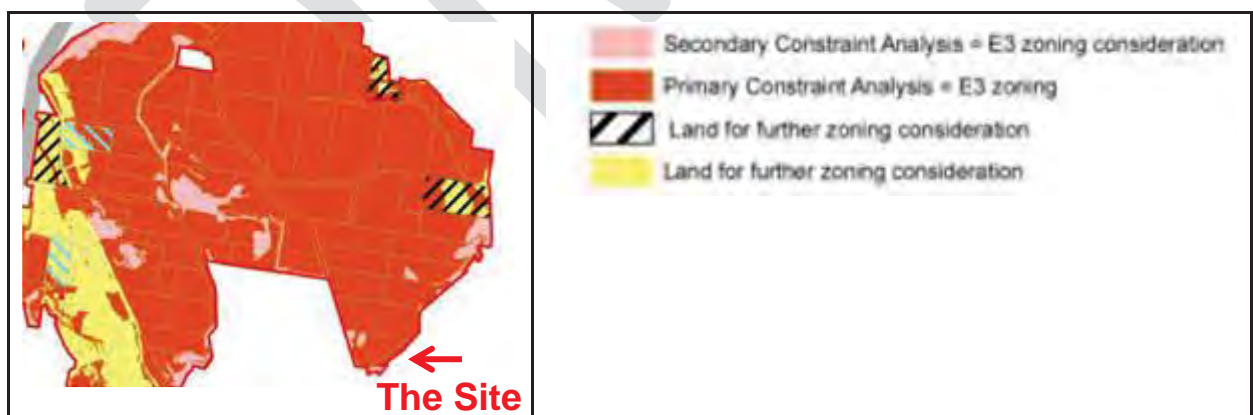 Secondary Constraint Analysis = E3 zoning consideration
Primary Constraint Analysis = E3 zoning
Land for further zoning consideration
Land for further zoning consideration
The Site